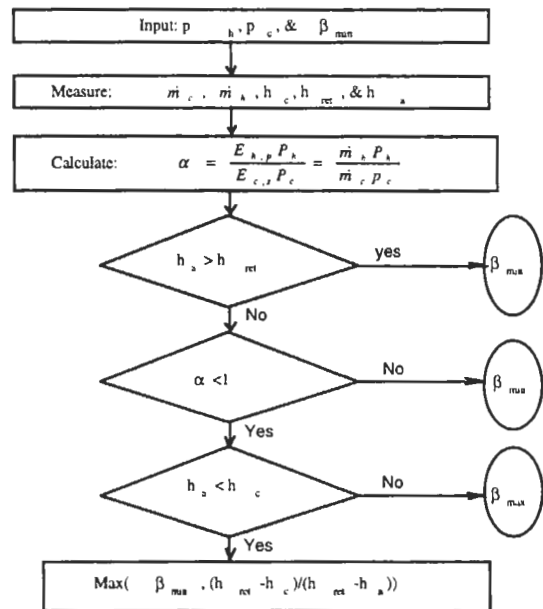 Input: p h, p c, & β min
Measure: ṁ c, ṁ h, h c, h ret, & h a
Calculate: α = E h,p P h / E c,s P c = ṁ h P h / ṁ c p c
h a > h ret
yes
β min
No
α <1
No
β min
Yes
h a < h c
No
β max
Yes
Max( β min, (h ret -h c)/(h ret -h a))